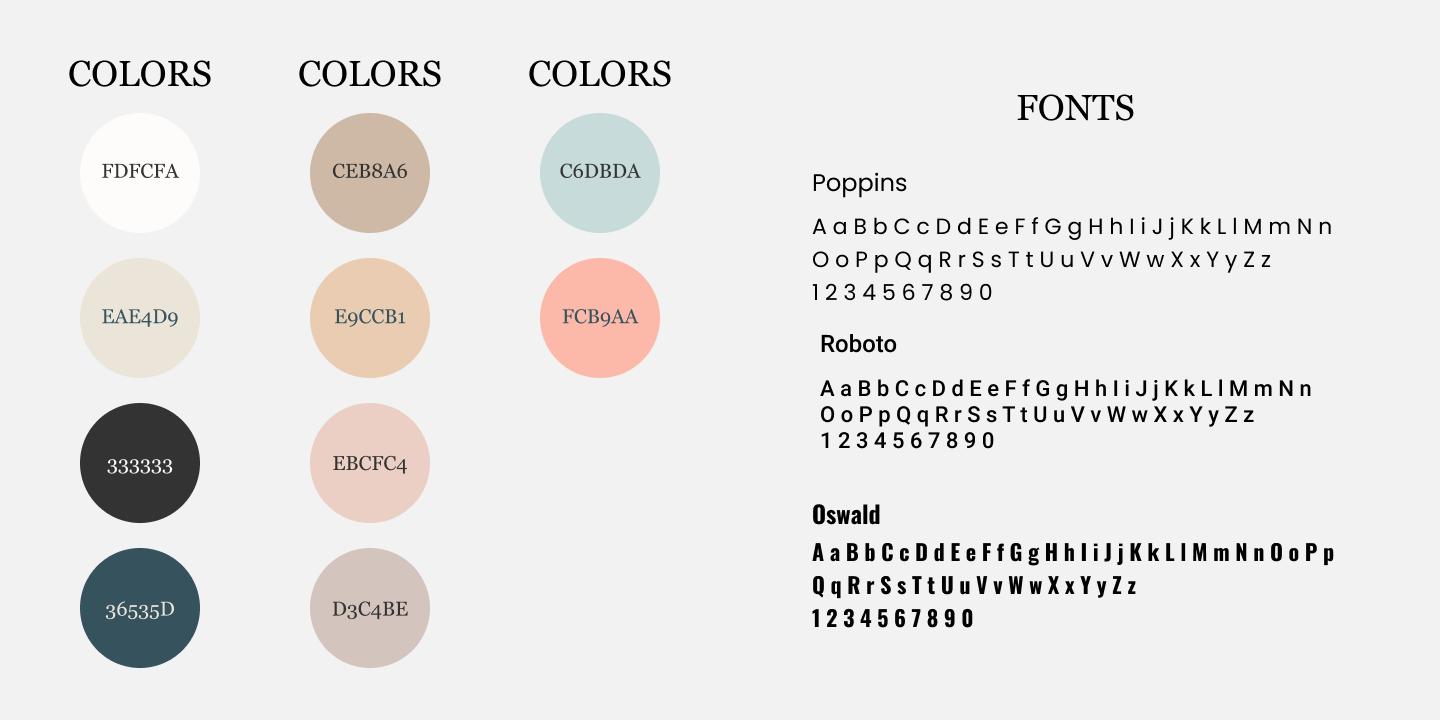 COLORS
FDFCFA
EAE4D9
333333
36535D
COLORS
CEB8A6
E9CCB1
EBCFC4
D3C4BE
COLORS
C6DBDA
FCB9AA
FONTS
Poppins
A a B b C c D d E e F f G g H h I i J j K k L l M m N n
O o P p Q q R r S s T t U u V v W w X x Y y Z z
1 2 3 4 5 6 7 8 9 0
Roboto
A a B b C c D d E e F f G g H h I i J j K k L l M m N n
O o P p Q q R r S s T t U u V v W w X x Y y Z z
1 2 3 4 5 6 7 8 9 0
Oswald
A a B b C c D d E e F f G g H h I i J j K k L l M m N n O o P p
Q q R r S s T t U u V v W w X x Y y Z z
1 2 3 4 5 6 7 8 9 0